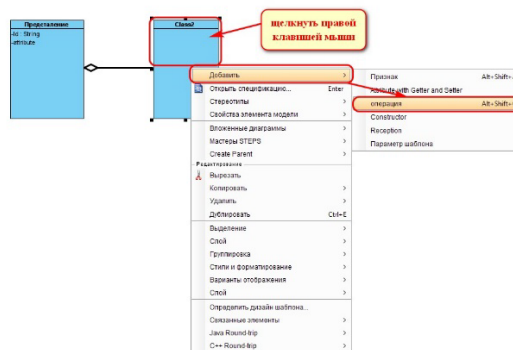 Представление
-id : String
-attribute
Class2
щелкнуть правой
клавишей мыши
Добавить
Открыть спецификацию... Enter
Стереотипы
Свойства элемента модели
Вложенные диаграммы
Мастеры STEPS
Create Parent
Редактирование
Вырезать
Копировать
Удалить
Дублировать Ctrl+E
Выделение
Слой
Группировка
Стили и форматирование
Варианты отображения
Слой
Определить дизайн шаблона...
Связанные элементы
Java Round-trip
C++ Round-trip
Признак Alt+Shift+
Attribute with Getter and Setter
операция Alt+Shift+
Constructor
Reception
Параметр шаблона